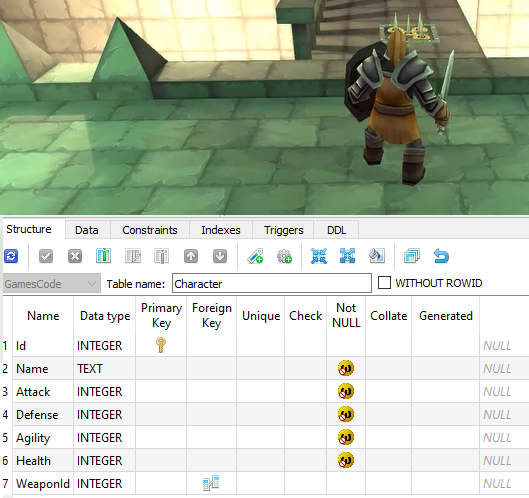 Structure Data Constraints Indexes Triggers DDL
GamesCode Table name: Character WITHOUT ROWID
Name Data type Primary Key Foreign Key Unique Check Not NULL Collate Generated
1 Id INTEGER NULL
2 Name TEXT NULL
3 Attack INTEGER NULL
4 Defense INTEGER NULL
5 Agility INTEGER NULL
6 Health INTEGER NULL
7 WeaponId INTEGER NULL